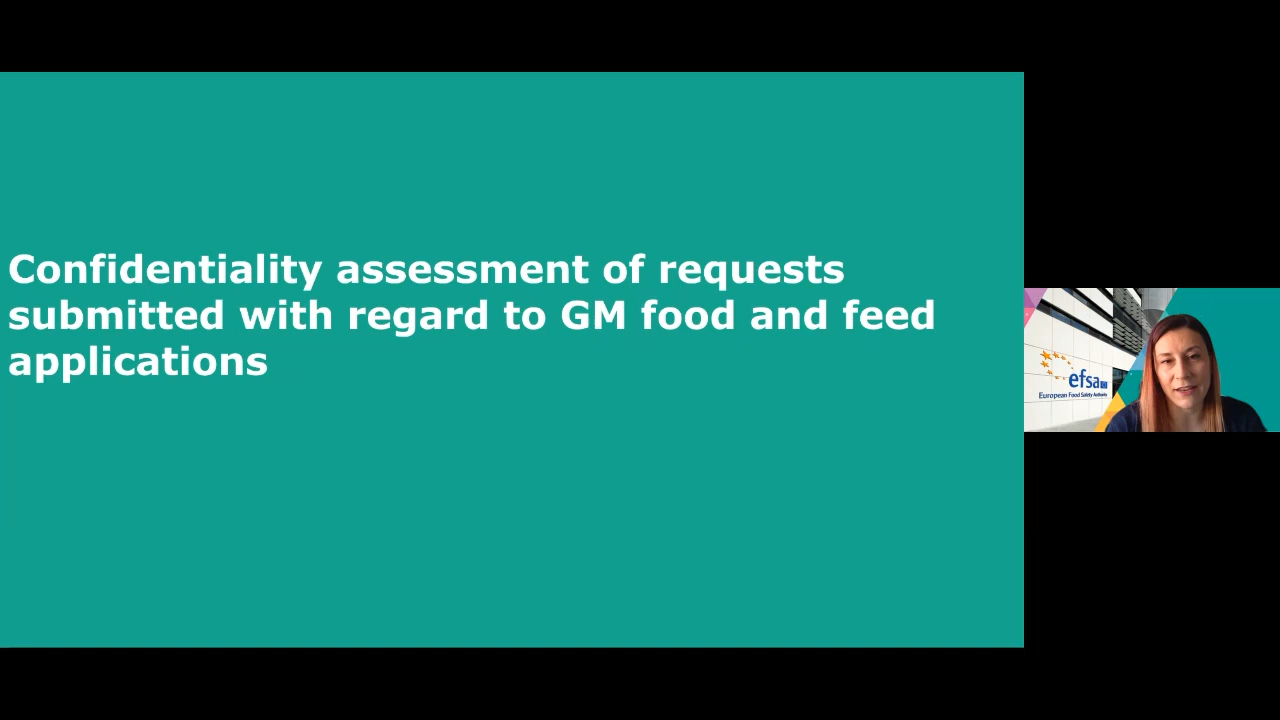 Confidentiality assessment of requests
submitted with regard to GM food and feed
applications
efsa
European Food Safety Authority